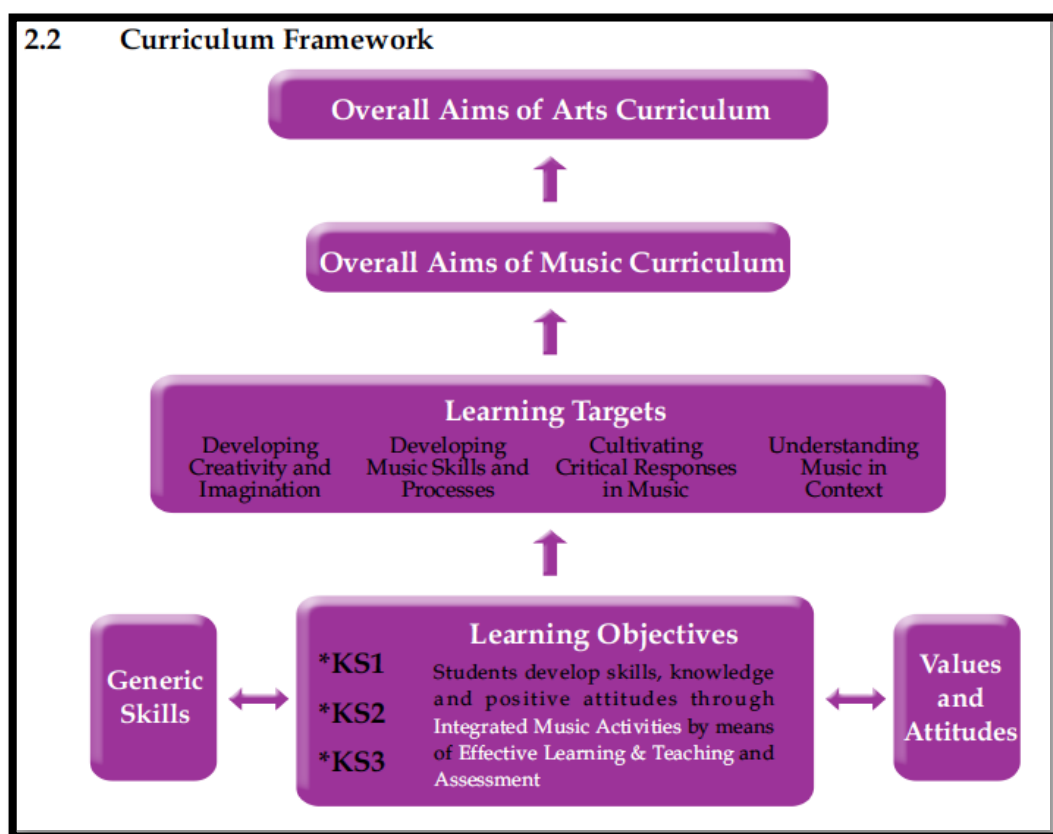 2.2 Curriculum Framework
Overall Aims of Arts Curriculum
Overall Aims of Music Curriculum
Learning Targets
Developing
Creativity and
Imagination
Developing
Music Skills and
Processes
Cultivating
Critical Responses
in Music
Understanding
Music in
Context
Generic
Skills
*KS1
*KS2
*KS3
Learning Objectives
Students develop skills, knowledge
and positive attitudes through
Integrated Music Activities by means
of Effective Learning & Teaching and
Assessment
Values
and
Attitudes